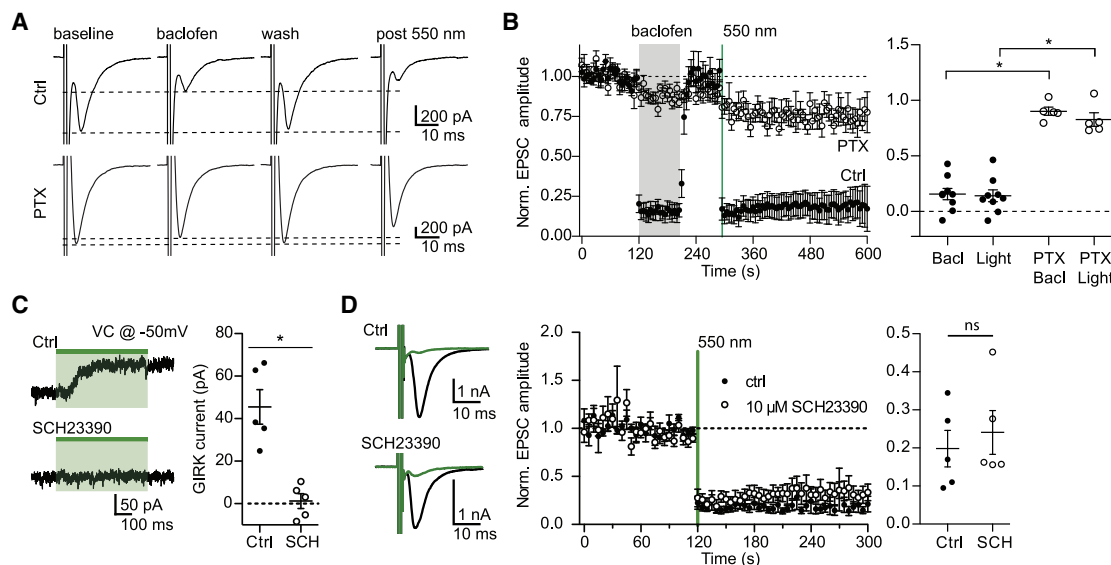 A
baseline
baclofen
wash
post 550 nm
Ctrl
200 pA
10 ms
PTX
200 pA
10 ms
B
baclofen
550 nm
Norm. EPSC amplitude
1.00
0.75
0.50
0.25
0.00
PTX
Ctrl
0 120 240 360 480 600
Time (s)
1.5
1.0
0.5
0.0
*
*
Bacl
Light
PTX Bacl
PTX Light
C
Ctrl
VC @ -50mV
SCH23390
50 pA
100 ms
GIRK current (pA)
80
60
40
20
0
*
Ctrl SCH
D
Ctrl
1 nA
10 ms
SCH23390
1 nA
10 ms
Norm. EPSC amplitude
2.0
1.5
1.0
0.5
0.0
550 nm
ctrl
10 µM SCH23390
0 60 120 180 240 300
Time (s)
0.5
0.4
0.3
0.2
0.1
0.0
ns
Ctrl SCH